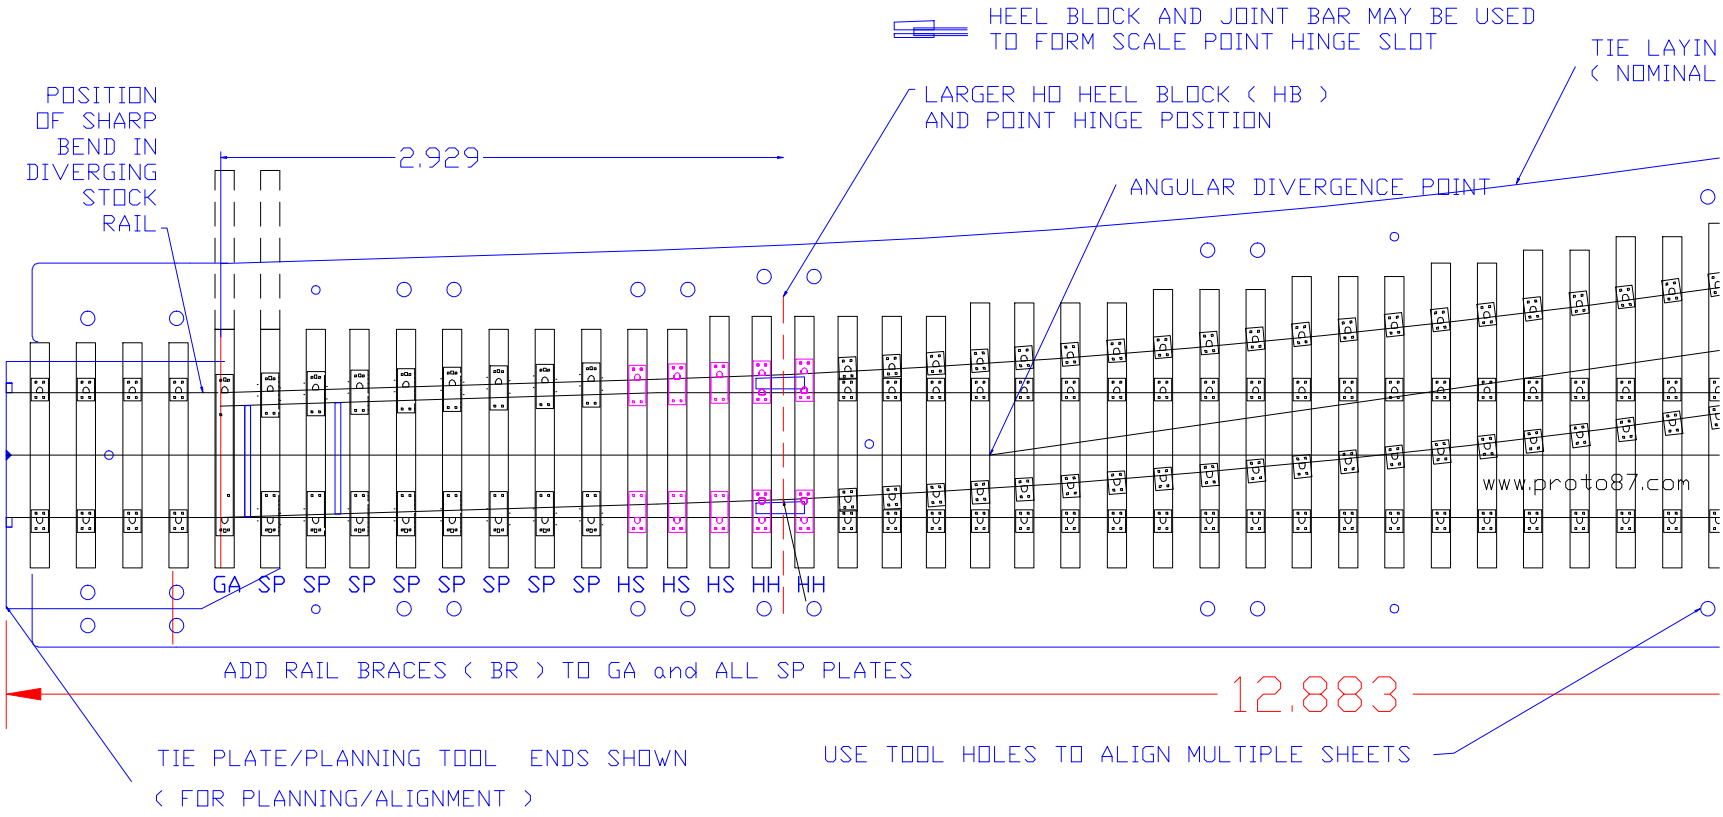 HEEL BLOCK AND JOINT BAR MAY BE USED
TO FORM SCALE POINT HINGE SLOT
TIE LAYIN
( NOMINAL
POSITION
OF SHARP
BEND IN
DIVERGING
STOCK
RAIL
LARGER HO HEEL BLOCK ( HB )
AND POINT HINGE POSITION
2.929
ANGULAR DIVERGENCE POINT
www.proto87.com
GA SP SP SP SP SP SP SP SP HS HS HS HH HH
ADD RAIL BRACES ( BR ) TO GA and ALL SP PLATES
12.883
TIE PLATE/PLANNING TOOL ENDS SHOWN
( FOR PLANNING/ALIGNMENT )
USE TOOL HOLES TO ALIGN MULTIPLE SHEETS